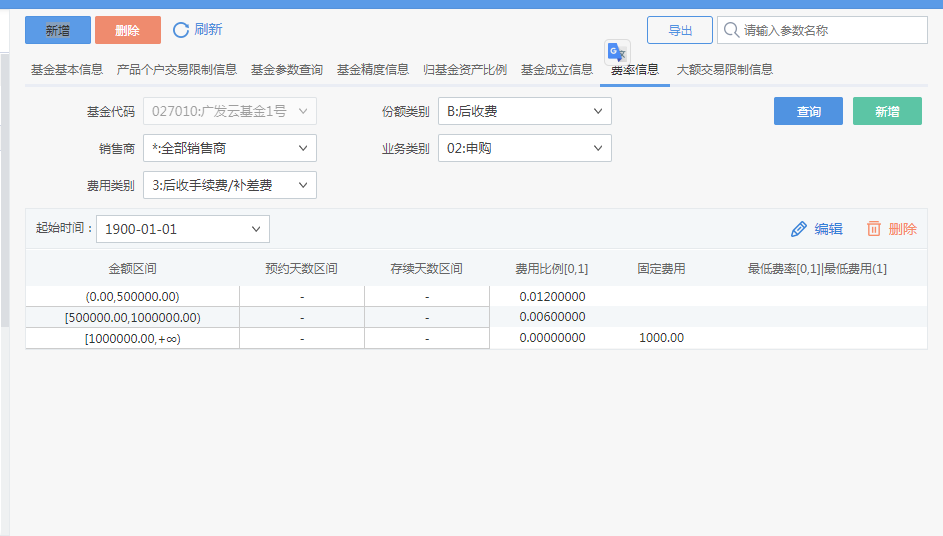 新增 删除 刷新 导出 请输入参数名称
基金基本信息 产品个户交易限制信息 基金参数查询 基金精度信息 归基金资产比例 基金成立信息 费率信息 大额交易限制信息
基金代码 027010:广发云基金1号 份额类别 B:后收费 查询 新增
销售商 *:全部销售商 业务类别 02:申购
费用类别 3:后收手续费/补差费
起始时间: 1900-01-01 编辑 删除
金额区间 预约天数区间 存续天数区间 费用比例[0,1] 固定费用 最低费率[0,1]|最低费用(1]
(0.00,500000.00) - - 0.01200000
[500000.00,1000000.00) - - 0.00600000
[1000000.00,+∞) - - 0.00000000 1000.00